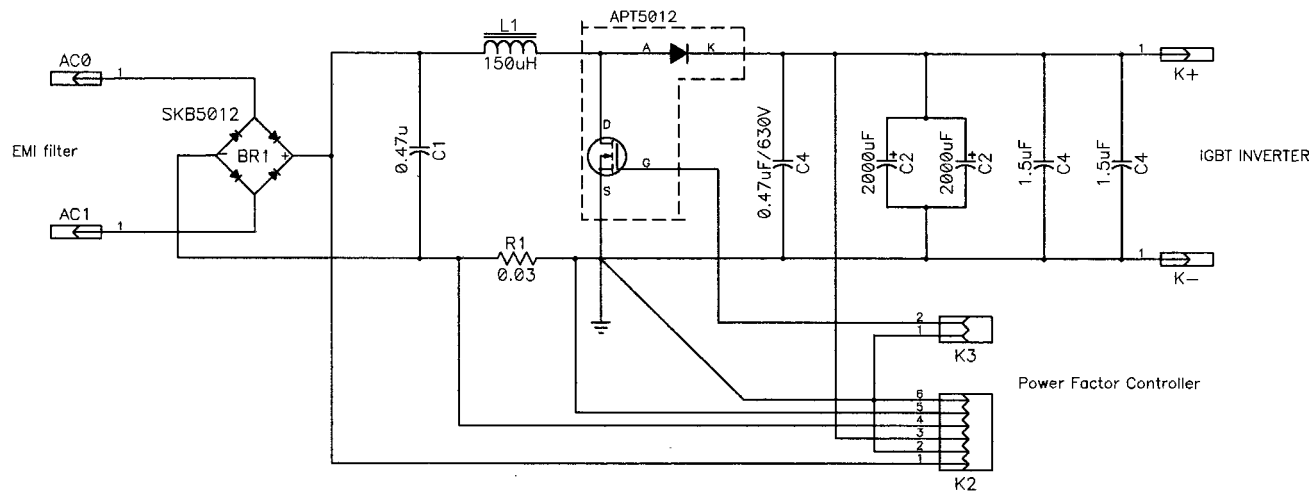 APT5012
L1
150uH
A
K
AC0
1
SKB5012
EMI filter
BR1
-
+
AC1
1
0.47u
C1
D
G
S
R1
0.03
0.47uF/630V
C4
2000uF
+
C2
2000uF
+
C2
1.5uF
C4
1.5uF
C4
1
K+
IGBT INVERTER
1
K-
2
1
K3
Power Factor Controller
6
5
4
3
2
1
K2